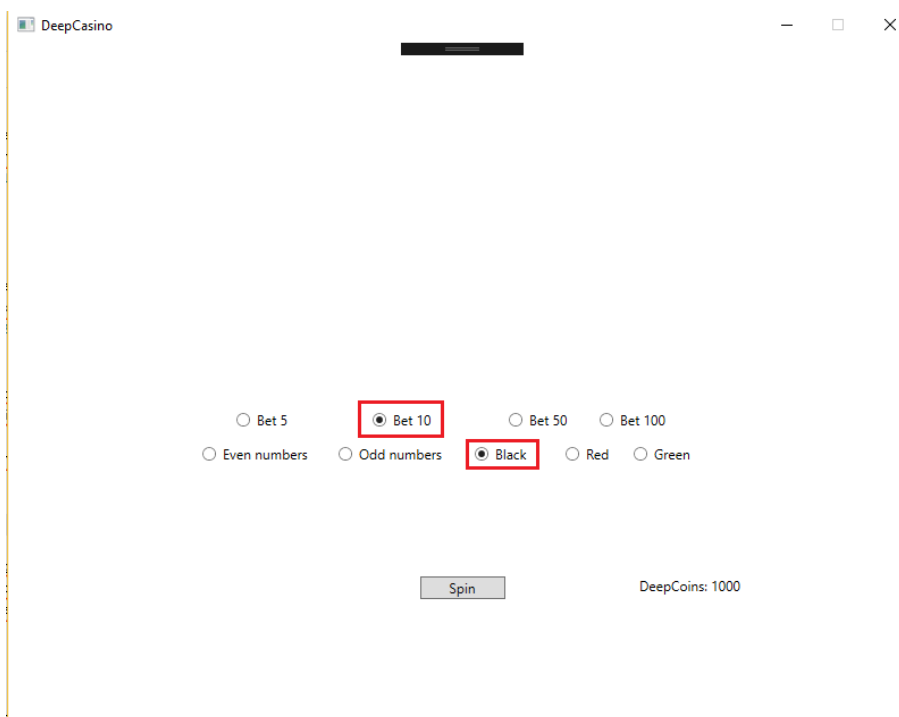 DeepCasino
Bet 5 Bet 10 Bet 50 Bet 100
Even numbers Odd numbers Black Red Green
Spin DeepCoins: 1000